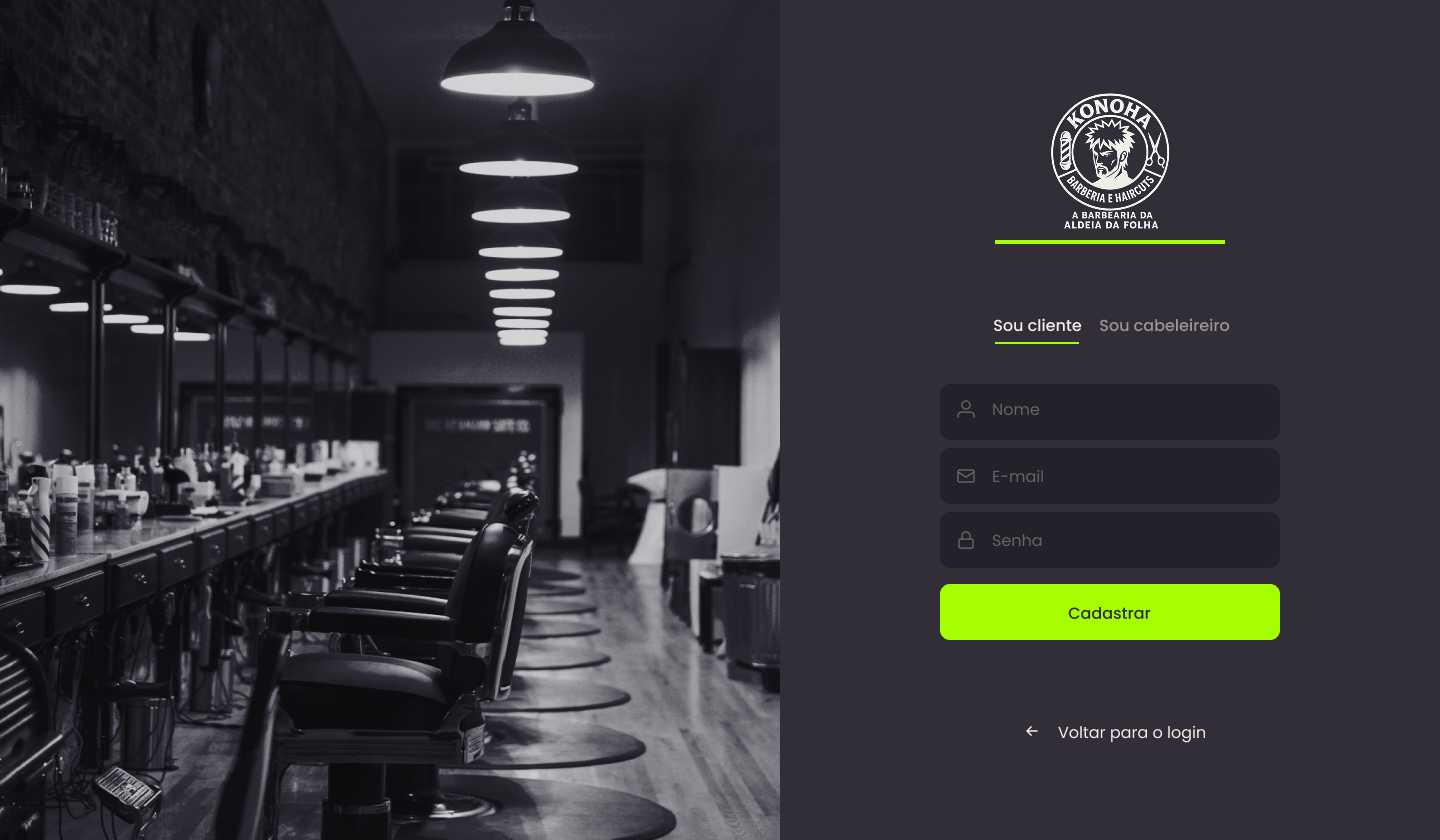 KONOHA
BARBERIA E HAIRCUTS
A BARBEARIA DA
ALDEIA DA FOLHA
Sou cliente Sou cabeleireiro
Nome
E-mail
Senha
Cadastrar
Voltar para o login